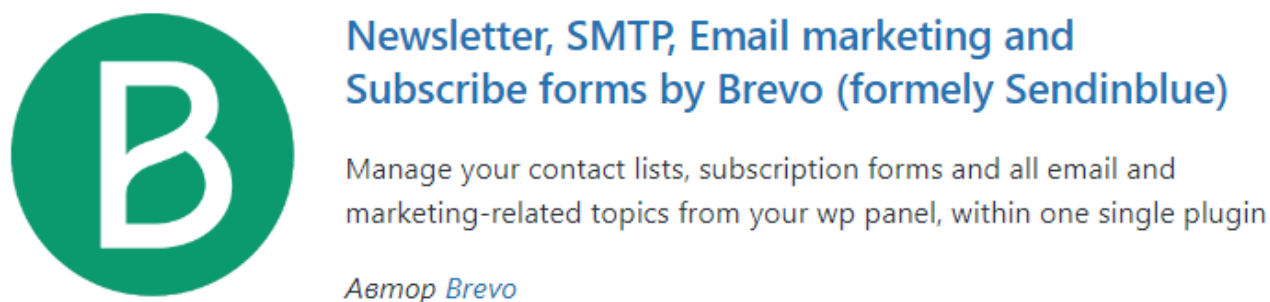 B
Newsletter, SMTP, Email marketing and
Subscribe forms by Brevo (formely Sendinblue)
Manage your contact lists, subscription forms and all email and
marketing-related topics from your wp panel, within one single plugin
Автор Brevo